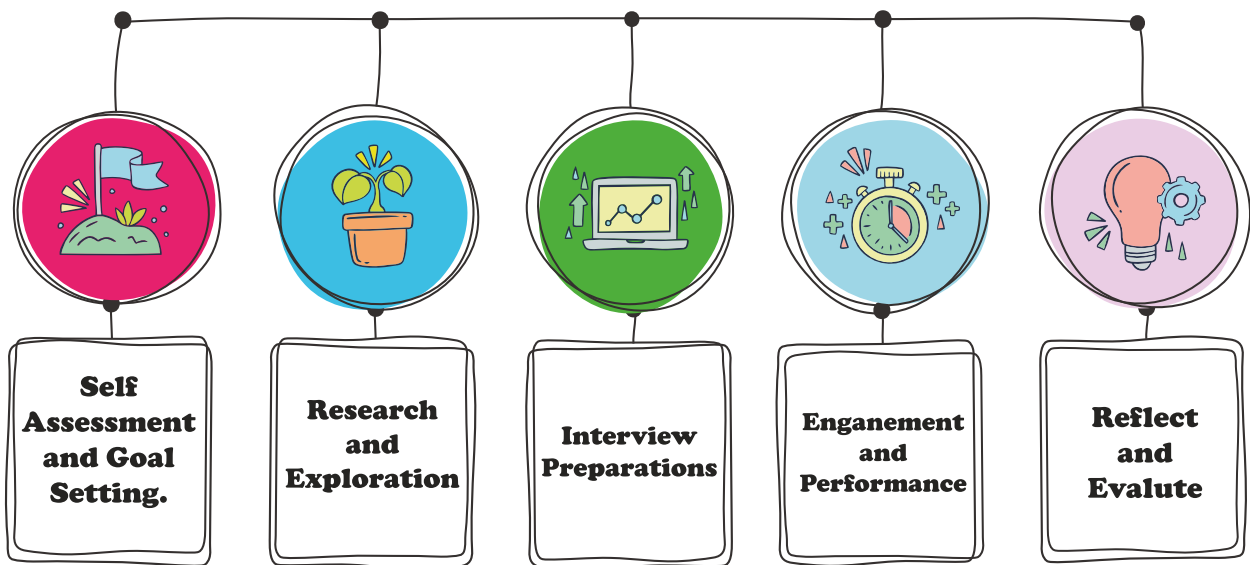 Self
Assessment
and Goal
Setting.
Research
and
Exploration
Interview
Preparations
Enganement
and
Performance
Reflect
and
Evalute